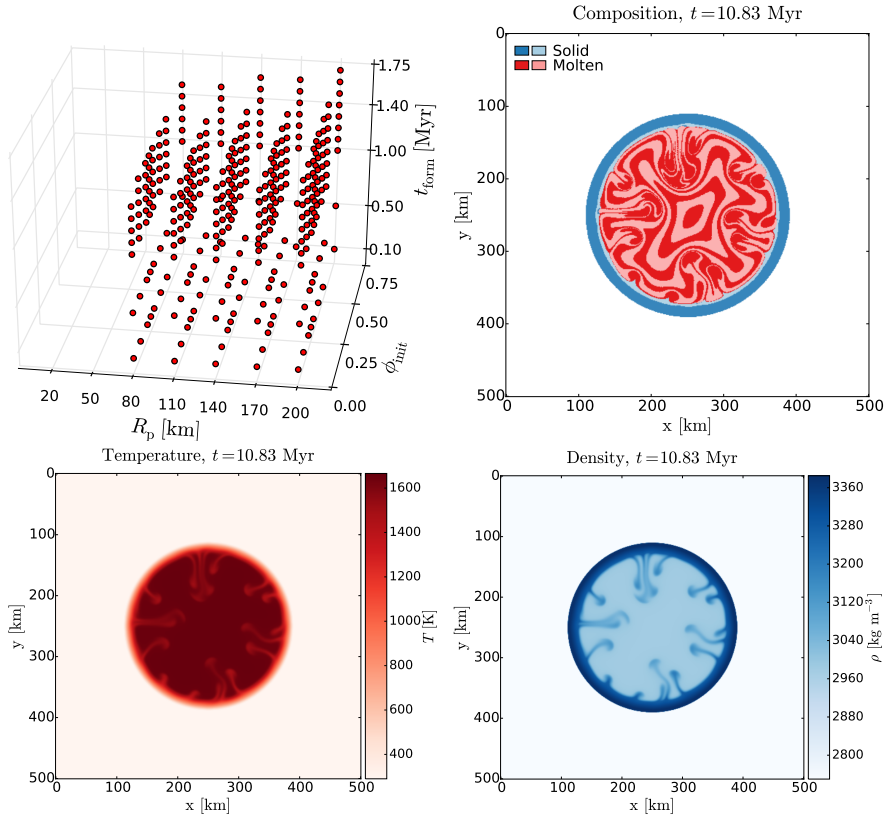 1.75
1.40
1.00
0.50
0.10
t_form [Myr]
0.75
0.50
0.25
0.00
ϕ_init
20 50 80 110 140 170 200
R_p [km]
Composition, t=10.83 Myr
Solid
Molten
0
100
200
300
400
500
y [km]
0 100 200 300 400 500
x [km]
Temperature, t=10.83 Myr
0
100
200
300
400
500
y [km]
0 100 200 300 400 500
x [km]
1600
1400
1200
1000
800
600
400
T [K]
Density, t=10.83 Myr
0
100
200
300
400
500
y [km]
0 100 200 300 400 500
x [km]
3360
3280
3200
3120
3040
2960
2880
2800
ρ [kg m⁻³]